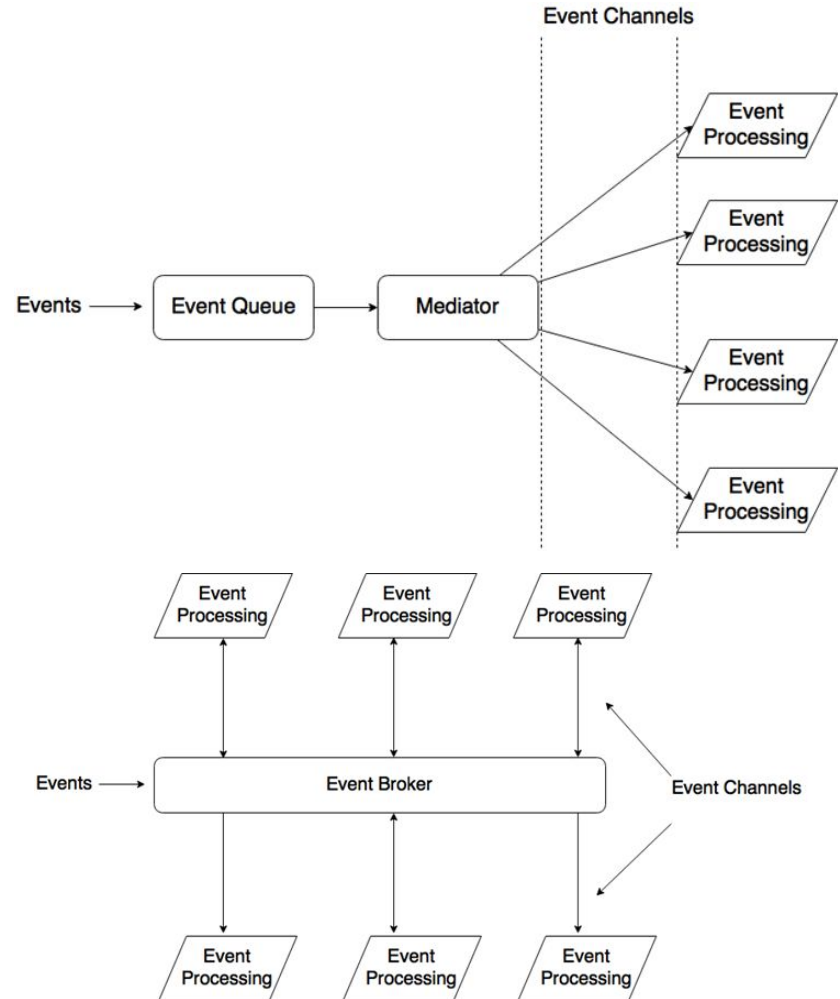 Event Channels
Event
Processing
Event
Processing
Events
Event Queue
Mediator
Event
Processing
Event
Processing
Event
Processing
Event
Processing
Event
Processing
Events
Event Broker
Event Channels
Event
Processing
Event
Processing
Event
Processing